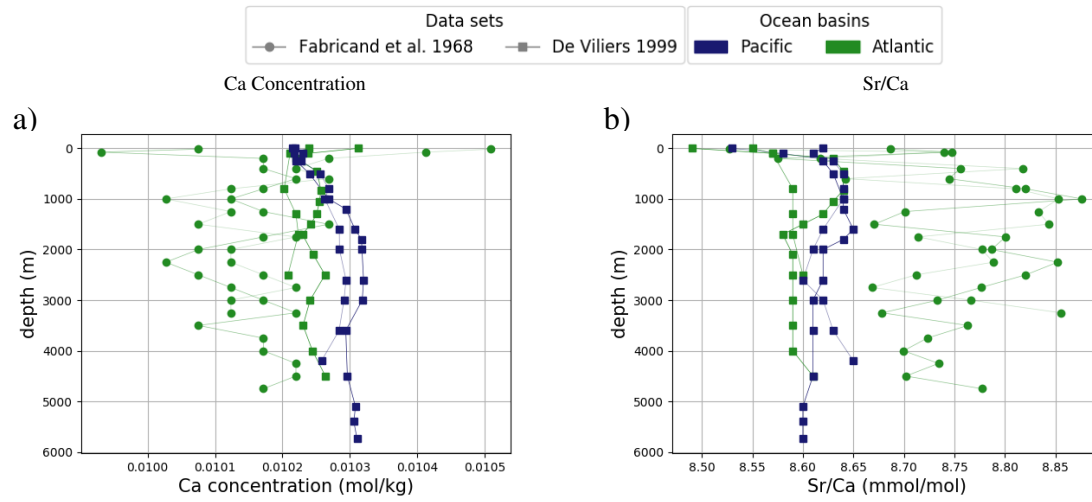 Data sets
Fabricand et al. 1968 De Viliers 1999
Ocean basins
Pacific Atlantic
Ca Concentration
Sr/Ca
a)
0
1000
2000
3000
4000
5000
6000
depth (m)
0.0100 0.0101 0.0102 0.0103 0.0104 0.0105
Ca concentration (mol/kg)
b)
0
1000
2000
3000
4000
5000
6000
depth (m)
8.50 8.55 8.60 8.65 8.70 8.75 8.80 8.85
Sr/Ca (mmol/mol)